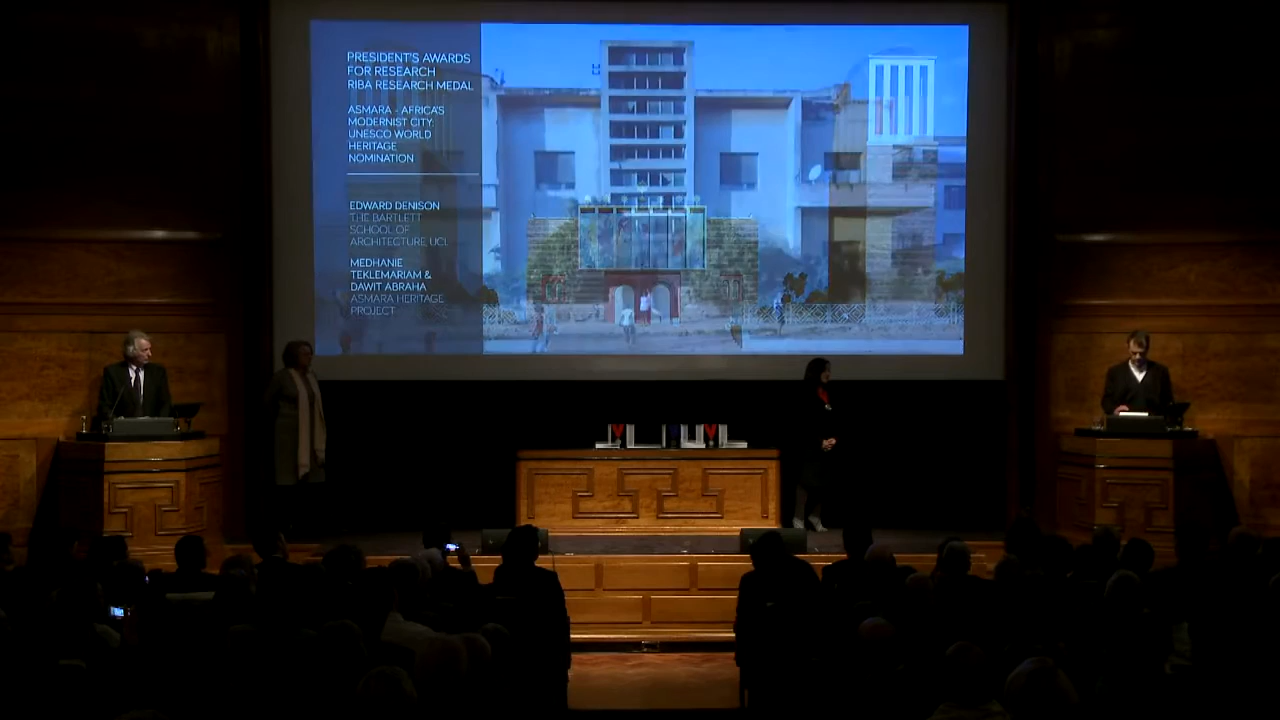 PRESIDENT'S AWARDS
FOR RESEARCH
RIBA RESEARCH MEDAL
ASMARA - AFRICA'S
MODERNIST CITY:
UNESCO WORLD
HERITAGE
NOMINATION
EDWARD DENISON
THE BARTLETT
SCHOOL OF
ARCHITECTURE, UCL
MEDHANIE
TEKLEMARIAM &
DAWIT ABRAHA
ASMARA HERITAGE
PROJECT